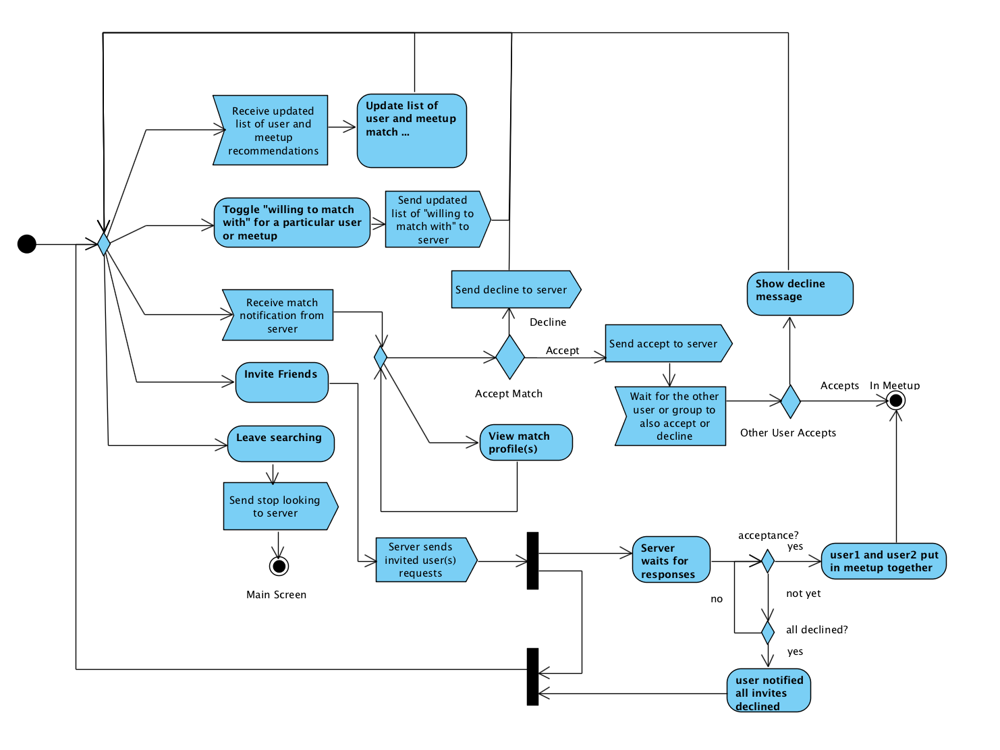 Receive updated
list of user and
meetup
recommendations
Update list of
user and meetup
match ...
Toggle "willing to match
with" for a particular user
or meetup
Send updated
list of "willing to
match with" to
server
Receive match
notification from
server
Send decline to server
Decline
Accept
Accept Match
Send accept to server
Show decline
message
Wait for the other
user or group to
also accept or
decline
Accepts
In Meetup
Other User Accepts
Invite Friends
View match
profile(s)
Leave searching
Send stop looking
to server
Main Screen
Server sends
invited user(s)
requests
Server
waits for
responses
acceptance?
yes
user1 and user2 put
in meetup together
not yet
no
all declined?
yes
user notified
all invites
declined